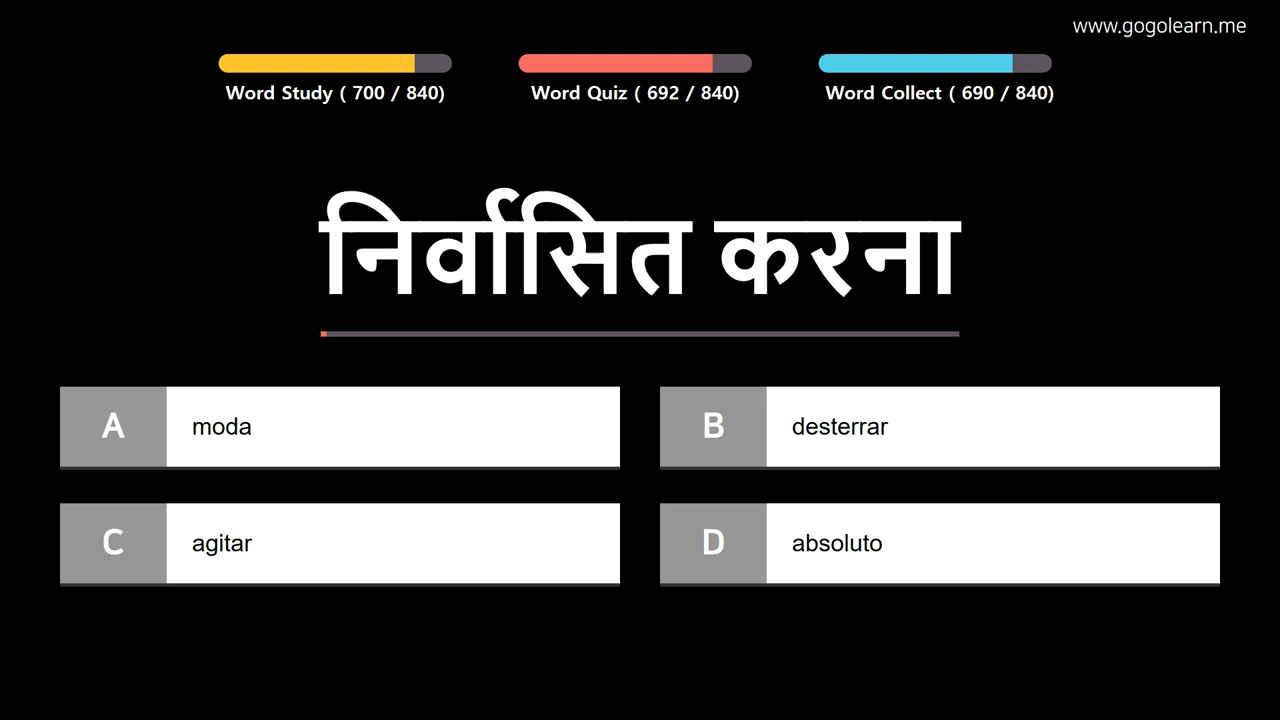 www.gogolearn.me
Word Study ( 700 / 840)
Word Quiz ( 692 / 840)
Word Collect ( 690 / 840)
निर्वासित करना
A moda
B desterrar
C agitar
D absoluto